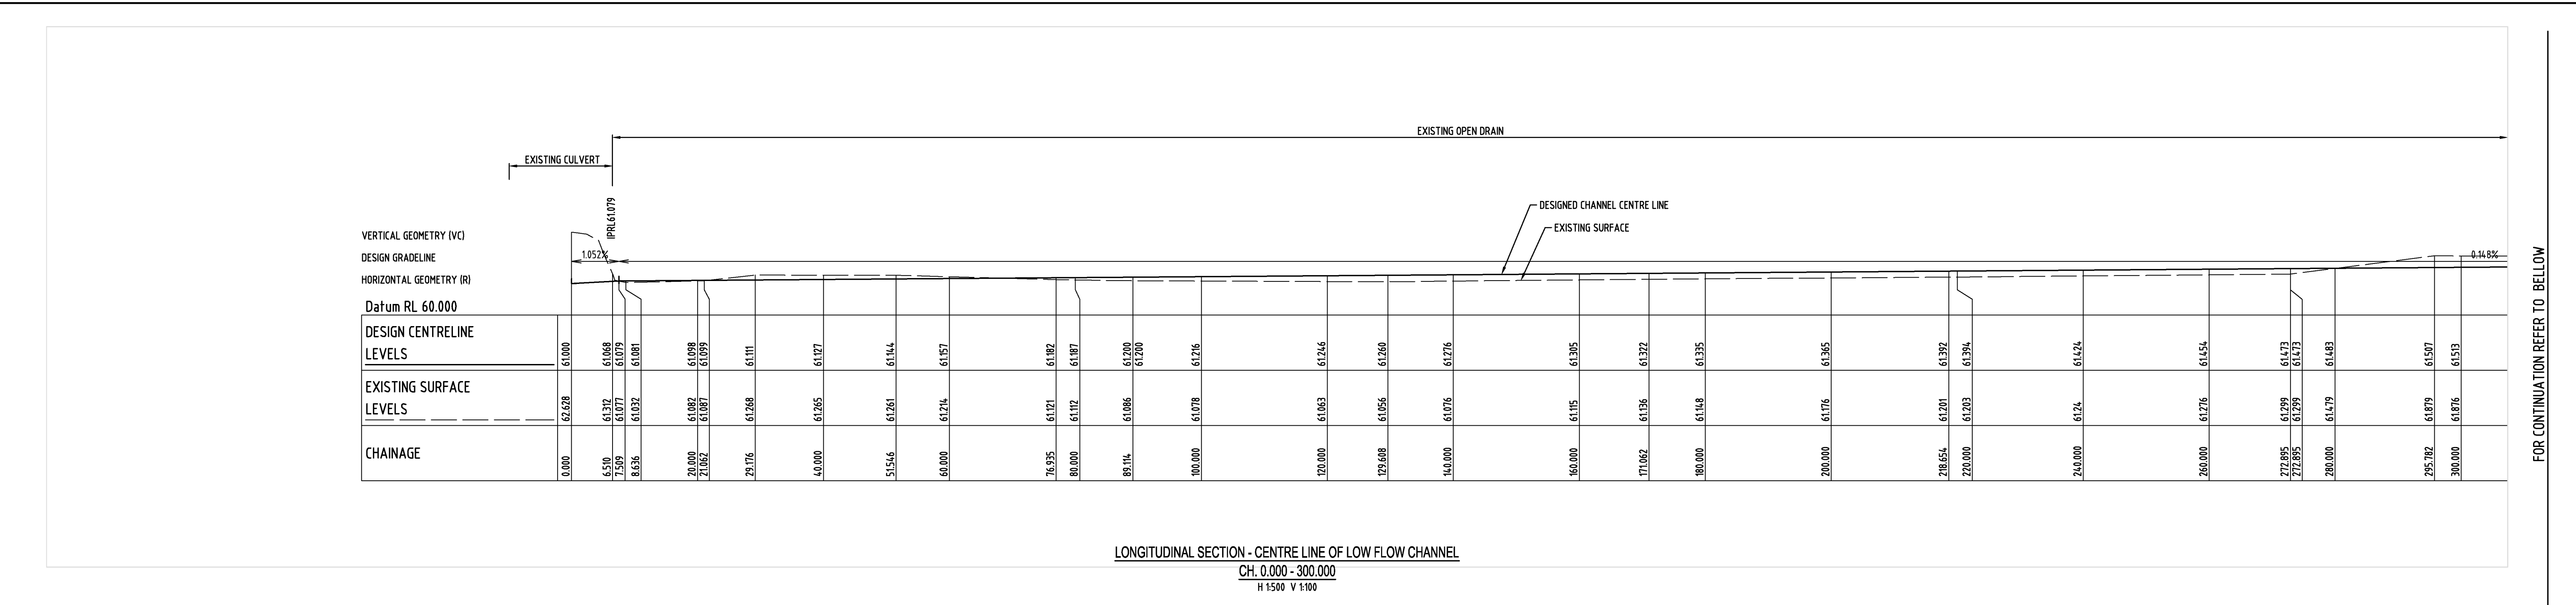 EXISTING OPEN DRAIN
EXISTING CULVERT
IPRL61.079
DESIGNED CHANNEL CENTRE LINE
EXISTING SURFACE
VERTICAL GEOMETRY (VC)
DESIGN GRADELINE
1.052%
0.148%
HORIZONTAL GEOMETRY (R)
Datum RL 60.000
DESIGN CENTRELINE
LEVELS
61.000 61.068 61.079 61.081 61.098 61.099 61.111 61.127 61.144 61.157 61.182 61.187 61.200 61.200 61.216 61.246 61.260 61.276 61.305 61.322 61.335 61.365 61.392 61.394 61.424 61.454 61.473 61.473 61.483 61.507 61.513
EXISTING SURFACE
LEVELS
62.628 61.312 61.077 61.032 61.082 61.087 61.268 61.265 61.261 61.214 61.121 61.112 61.086 61.078 61.063 61.056 61.076 61.115 61.136 61.148 61.176 61.201 61.203 61.24 61.276 61.299 61.299 61.479 61.879 61.876
CHAINAGE
0.000 6.510 7.509 8.636 20.000 21.062 29.176 40.000 51.546 60.000 76.935 80.000 89.114 100.000 120.000 129.608 140.000 160.000 171.062 180.000 200.000 218.654 220.000 240.000 260.000 272.895 272.895 280.000 295.782 300.000
LONGITUDINAL SECTION - CENTRE LINE OF LOW FLOW CHANNEL
CH. 0.000 - 300.000
H 1:500 V 1:100
FOR CONTINUATION REFER TO BELLOW